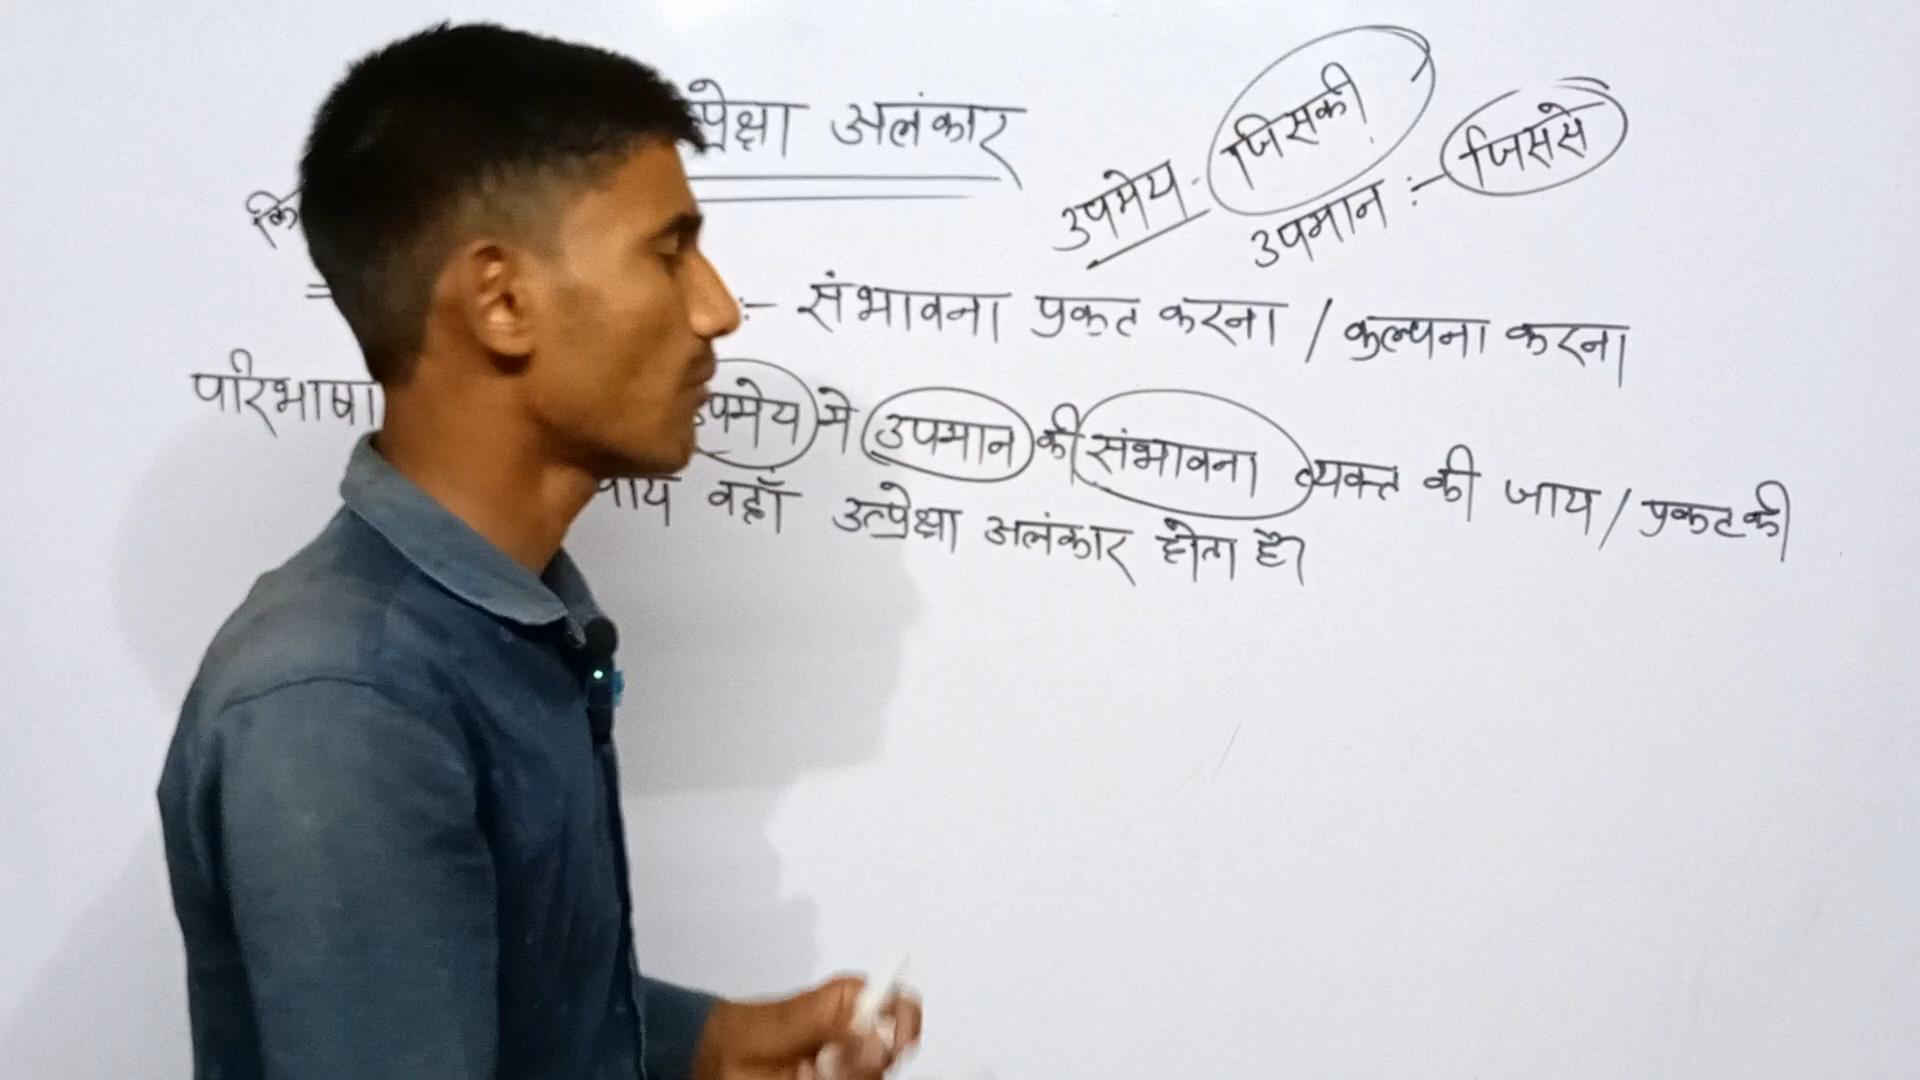 प्रेक्षा अलंकार
उपमेय - जिसकी
उपमान :- जिससे
:- संभावना प्रकट करना / कल्पना करना
परिभाषा उपमेय मे उपमान की संभावना व्यक्त की जाय / प्रकट की
जाय वहाँ उत्प्रेक्षा अलंकार होता है।